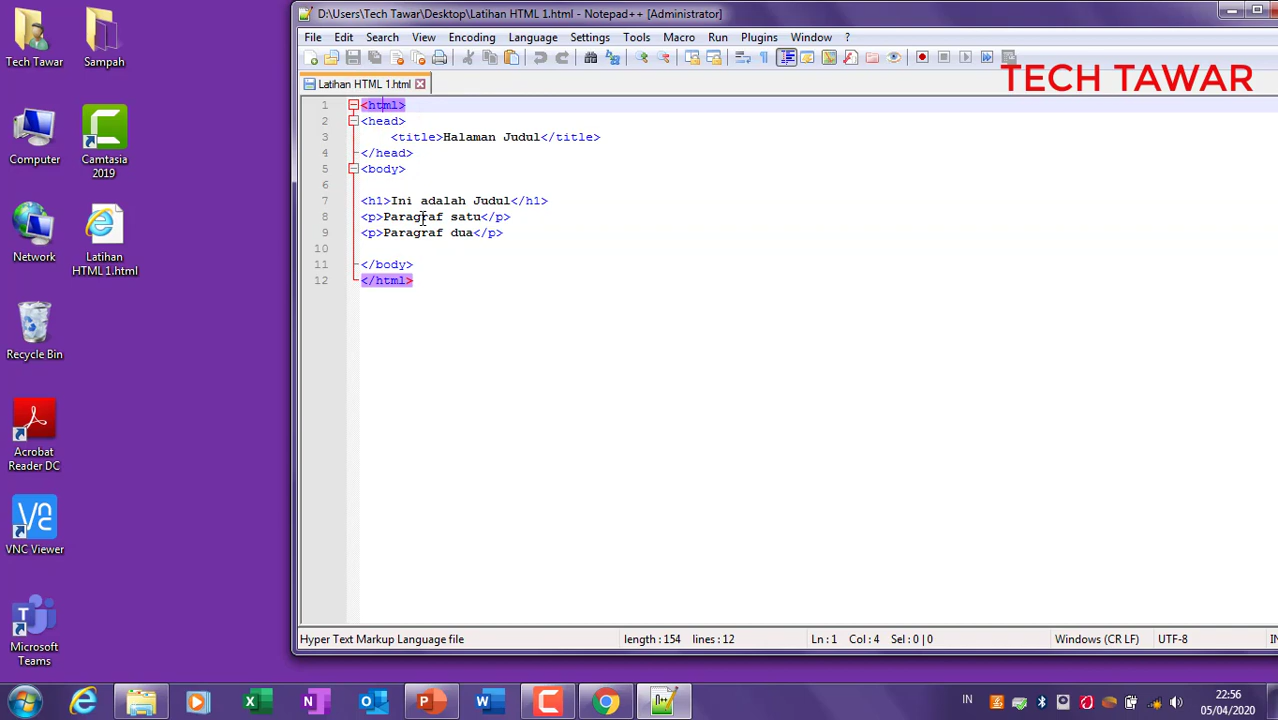 D:\Users\Tech Tawar\Desktop\Latihan HTML 1.html - Notepad++ [Administrator]
File Edit Search View Encoding Language Settings Tools Macro Run Plugins Window ?
TECH TAWAR
Latihan HTML 1.html
1 <html>
2 <head>
3 <title>Halaman Judul</title>
4 </head>
5 <body>
6
7 <h1>Ini adalah Judul</h1>
8 <p>Paragraf satu</p>
9 <p>Paragraf dua</p>
10
11 </body>
12 </html>
Hyper Text Markup Language file length : 154 lines : 12 Ln : 1 Col : 4 Sel : 0 | 0 Windows (CR LF) UTF-8
Tech Tawar
Sampah
Computer
Camtasia
2019
Network
Latihan
HTML 1.html
Recycle Bin
Acrobat
Reader DC
VNC Viewer
Microsoft
Teams
IN
22:56
05/04/2020